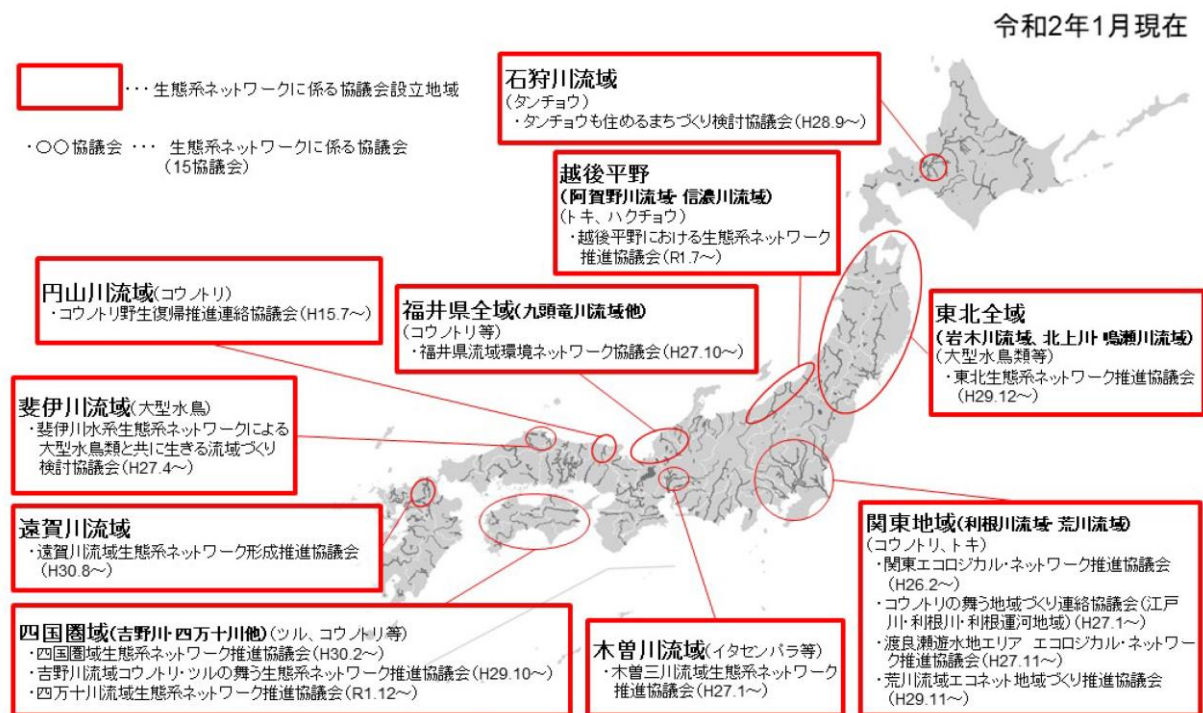 令和2年1月現在
・・・生態系ネットワークに係る協議会設立地域
・〇〇協議会 ・・・ 生態系ネットワークに係る協議会
(15協議会)
石狩川流域
(タンチョウ)
・タンチョウも住めるまちづくり検討協議会(H28.9～)
越後平野
(阿賀野川流域・信濃川流域)
(トキ、ハクチョウ)
・越後平野における生態系ネットワーク
推進協議会(R1.7～)
円山川流域(コウノトリ)
・コウノトリ野生復帰推進連絡協議会(H15.7～)
福井県全域(九頭竜川流域他)
(コウノトリ等)
・福井県流域環境ネットワーク協議会(H27.10～)
東北全域
(岩木川流域、北上川・鳴瀬川流域)
(大型水鳥類等)
・東北生態系ネットワーク推進協議会
(H29.12～)
斐伊川流域(大型水鳥)
・斐伊川水系生態系ネットワークによる
大型水鳥類と共に生きる流域づくり
検討協議会(H27.4～)
遠賀川流域
・遠賀川流域生態系ネットワーク形成推進協議会
(H30.8～)
四国圏域(吉野川・四万十川他)(ツル、コウノトリ等)
・四国圏域生態系ネットワーク推進協議会(H30.2～)
・吉野川流域コウノトリ・ツルの舞う生態系ネットワーク推進協議会(H29.10～)
・四万十川流域生態系ネットワーク推進協議会(R1.12～)
木曽川流域(イタセンパラ等)
・木曽三川流域生態系ネットワーク
推進協議会(H27.1～)
関東地域(利根川流域・荒川流域)
(コウノトリ、トキ)
・関東エコロジカル・ネットワーク推進協議会
(H26.2～)
・コウノトリの舞う地域づくり連絡協議会(江戸
川・利根川・利根運河地域)(H27.1～)
・渡良瀬遊水地エリア エコロジカル・ネットワー
ク推進協議会(H27.11～)
・荒川流域エコネット地域づくり推進協議会
(H29.11～)